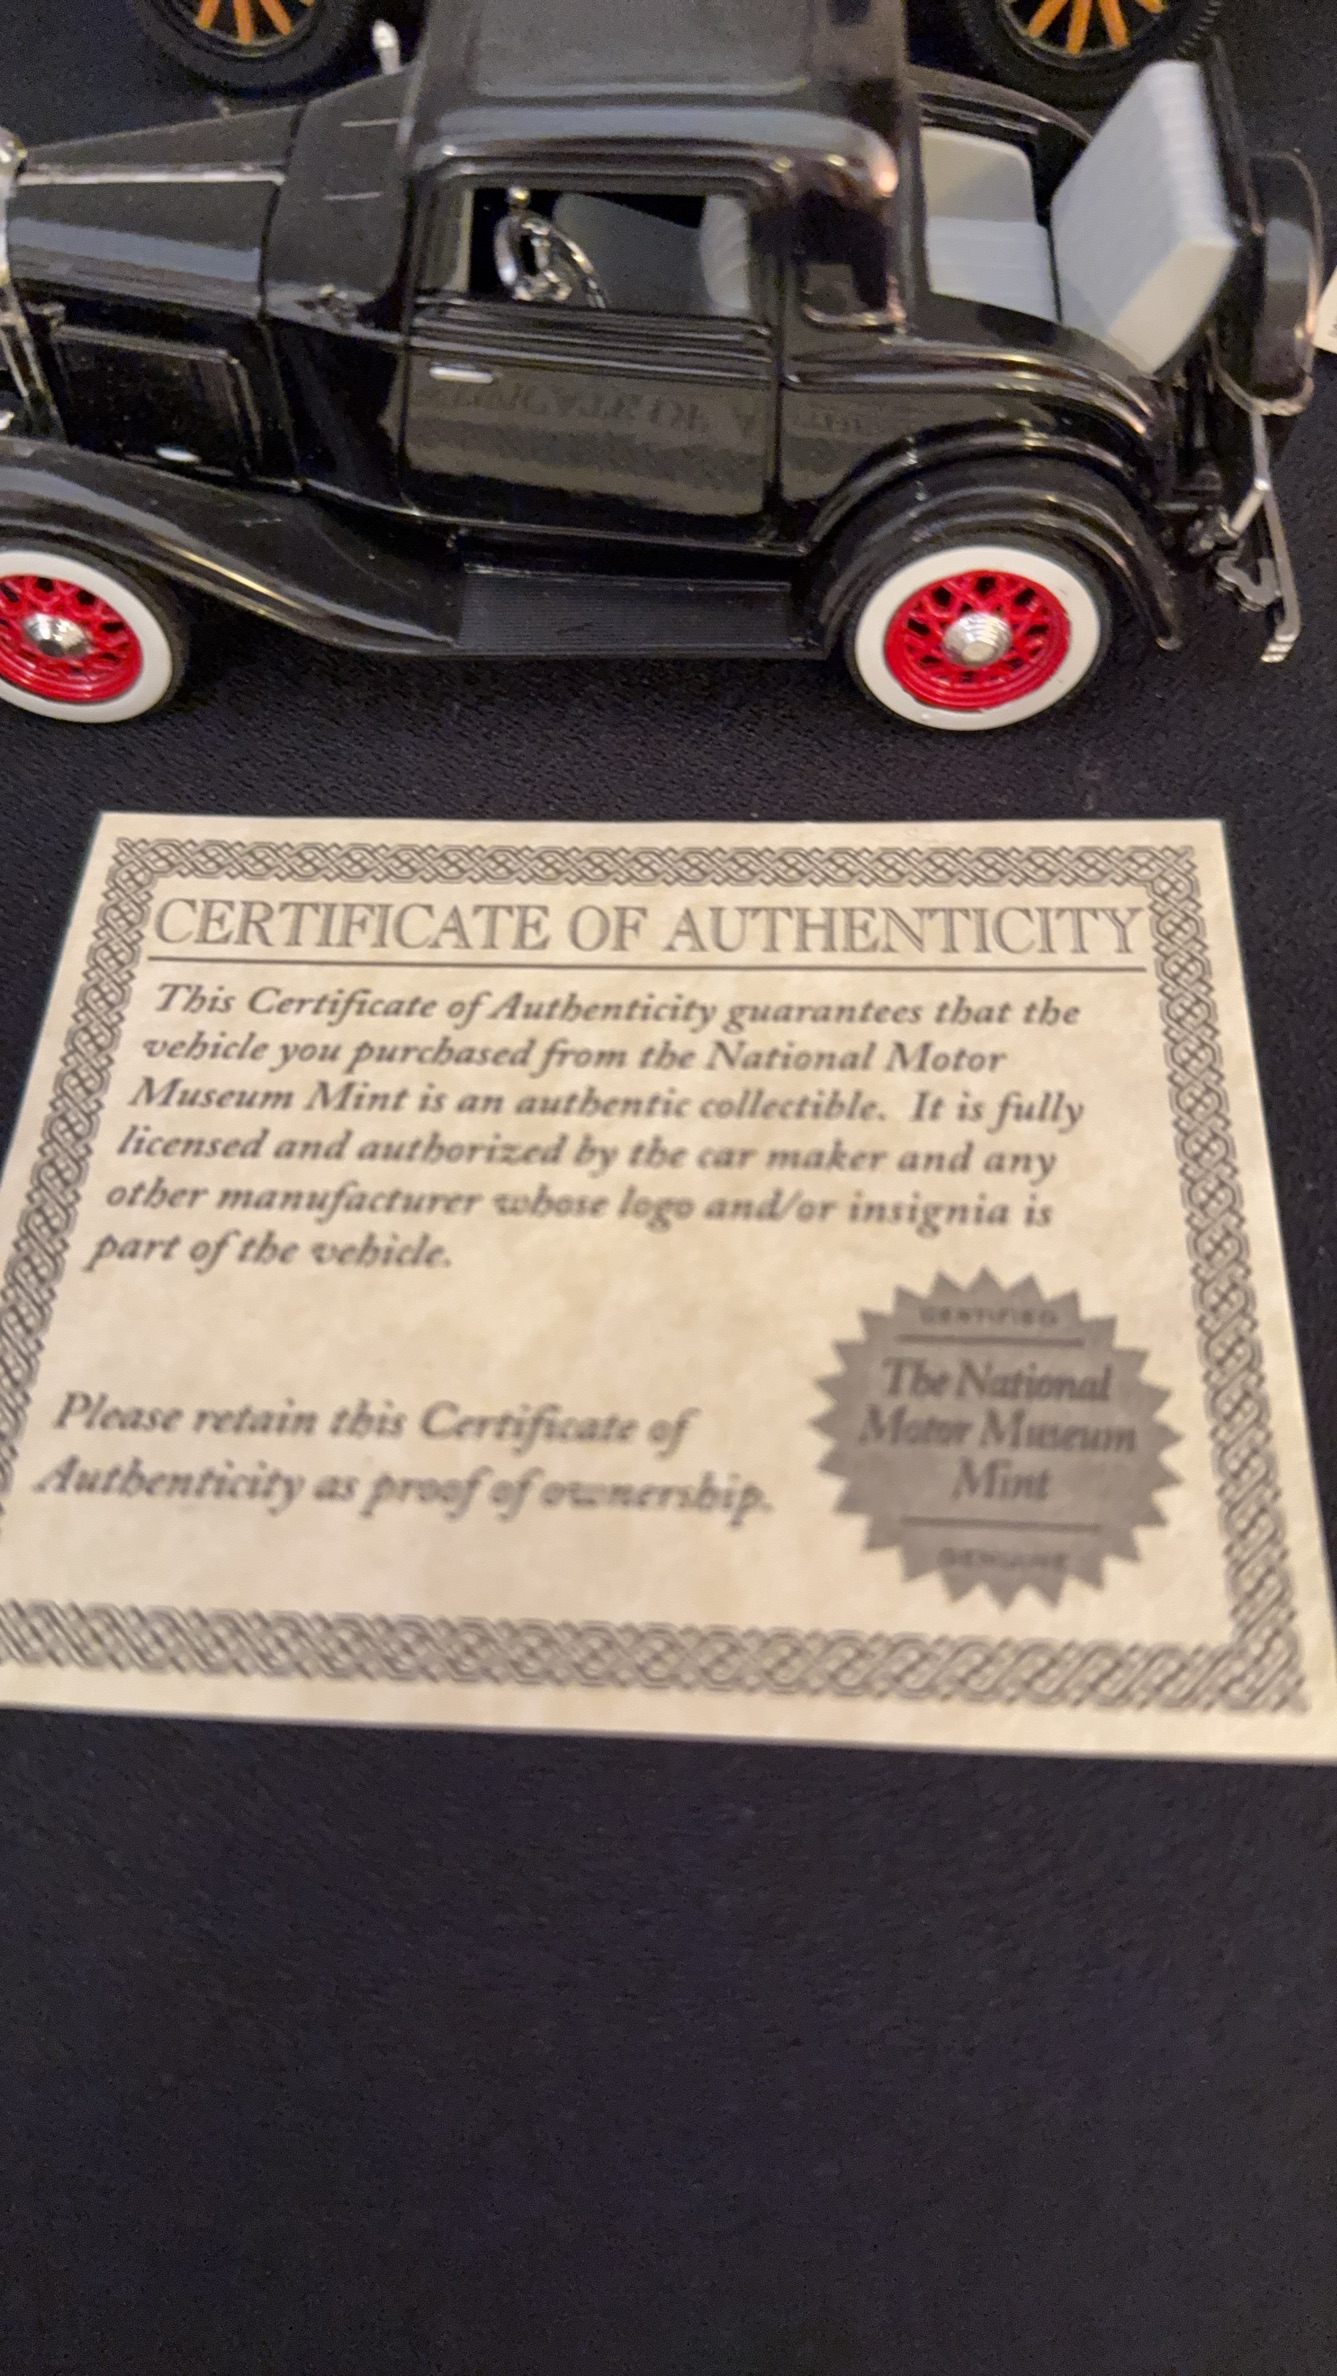 CERTIFICATE OF AUTHENTICITY
This Certificate of Authenticity guarantees that the
vehicle you purchased from the National Motor
Museum Mint is an authentic collectible. It is fully
licensed and authorized by the car maker and any
other manufacturer whose logo and/or insignia is
part of the vehicle.
Please retain this Certificate of
Authenticity as proof of ownership.
CERTIFIED
The National
Motor Museum
Mint
GENUINE